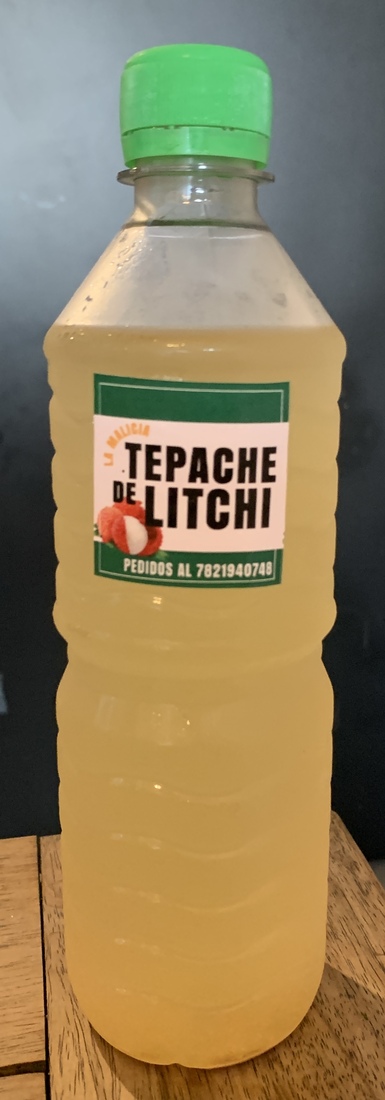 LA MALICIA
TEPACHE
DE LITCHI
PEDIDOS AL 7821940748